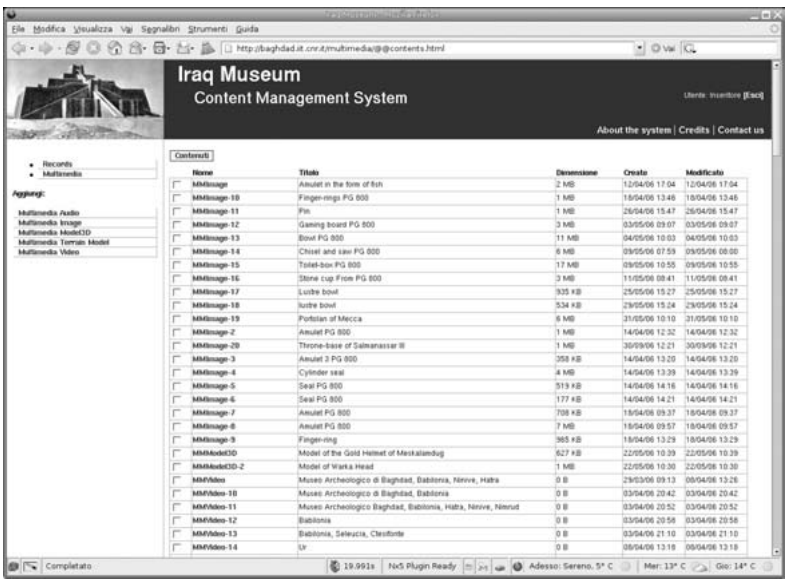 File Modifica Visualizza Vai Segnalibri Strumenti Guida
http://baghdad.iit.cnr.it/multimedia/@@contents.html Vai
Iraq Museum
Content Management System
Utente: Inseritore [Esci]
About the system | Credits | Contact us
Records
Multimedia
Aggiungi:
Multimedia Audio
Multimedia Image
Multimedia Model3D
Multimedia Terrain Model
Multimedia Video
Contenuti
Nome Titolo Dimensione Creato Modificato
MMImage Amulet in the form of fish 2 MB 12/04/06 17:04 12/04/06 17:04
MMImage-10 Finger-rings PG 800 1 MB 18/04/06 13:46 18/04/06 13:46
MMImage-11 Pin 1 MB 26/04/06 15:47 26/04/06 15:47
MMImage-12 Gaming board PG 800 3 MB 03/05/06 09:07 03/05/06 09:07
MMImage-13 Bowl PG 800 11 MB 04/05/06 10:03 04/05/06 10:03
MMImage-14 Chisel and saw PG 800 6 MB 09/05/06 07:59 09/05/06 08:00
MMImage-15 Toilet-box PG 800 17 MB 09/05/06 10:55 09/05/06 10:55
MMImage-16 Stone cup From PG 800 3 MB 11/05/06 08:41 11/05/06 08:41
MMImage-17 Lustre bowl 935 KB 25/05/06 15:27 25/05/06 15:27
MMImage-18 lustre bowl 534 KB 29/05/06 15:24 29/05/06 15:24
MMImage-19 Portolan of Mecca 6 MB 31/05/06 10:10 31/05/06 10:10
MMImage-2 Amulet PG 800 1 MB 14/04/06 12:32 14/04/06 12:32
MMImage-20 Throne-base of Salmanassar III 1 MB 30/09/06 12:21 30/09/06 12:21
MMImage-3 Amulet 3 PG 800 358 KB 14/04/06 13:20 14/04/06 13:20
MMImage-4 Cylinder seal 4 MB 14/04/06 13:39 14/04/06 13:39
MMImage-5 Seal PG 800 519 KB 14/04/06 14:16 14/04/06 14:16
MMImage-6 Seal PG 800 177 KB 14/04/06 14:21 14/04/06 14:21
MMImage-7 Amulet PG 800 708 KB 18/04/06 09:37 18/04/06 09:37
MMImage-8 Amulet PG 800 7 MB 18/04/06 09:57 18/04/06 09:57
MMImage-9 Finger-ring 985 KB 18/04/06 13:29 18/04/06 13:29
MMModel3D Model of the Gold Helmet of Meskalamdug 627 KB 22/05/06 10:39 22/05/06 10:39
MMModel3D-2 Model of Warka Head 1 MB 22/05/06 10:30 22/05/06 10:30
MMVideo Museo Archeologico di Baghdad, Babilonia, Ninive, Hatra 0 B 29/03/06 09:13 08/04/06 13:26
MMVideo-10 Museo Archeologico di Baghdad, Babilonia 0 B 03/04/06 20:42 03/04/06 20:42
MMVideo-11 Museo Archeologico Baghdad, Babilonia, Hatra, Ninive, Nimrud 0 B 03/04/06 20:52 03/04/06 20:52
MMVideo-12 Babilonia 0 B 03/04/06 20:58 03/04/06 20:58
MMVideo-13 Babilonia, Seleucia, Ctesifonte 0 B 03/04/06 21:10 03/04/06 21:10
MMVideo-14 Ur 0 B 08/04/06 13:18 08/04/06 13:18
Completato 19.991s Nx5 Plugin Ready Adesso: Sereno, 5° C Mer: 13° C Gio: 14° C